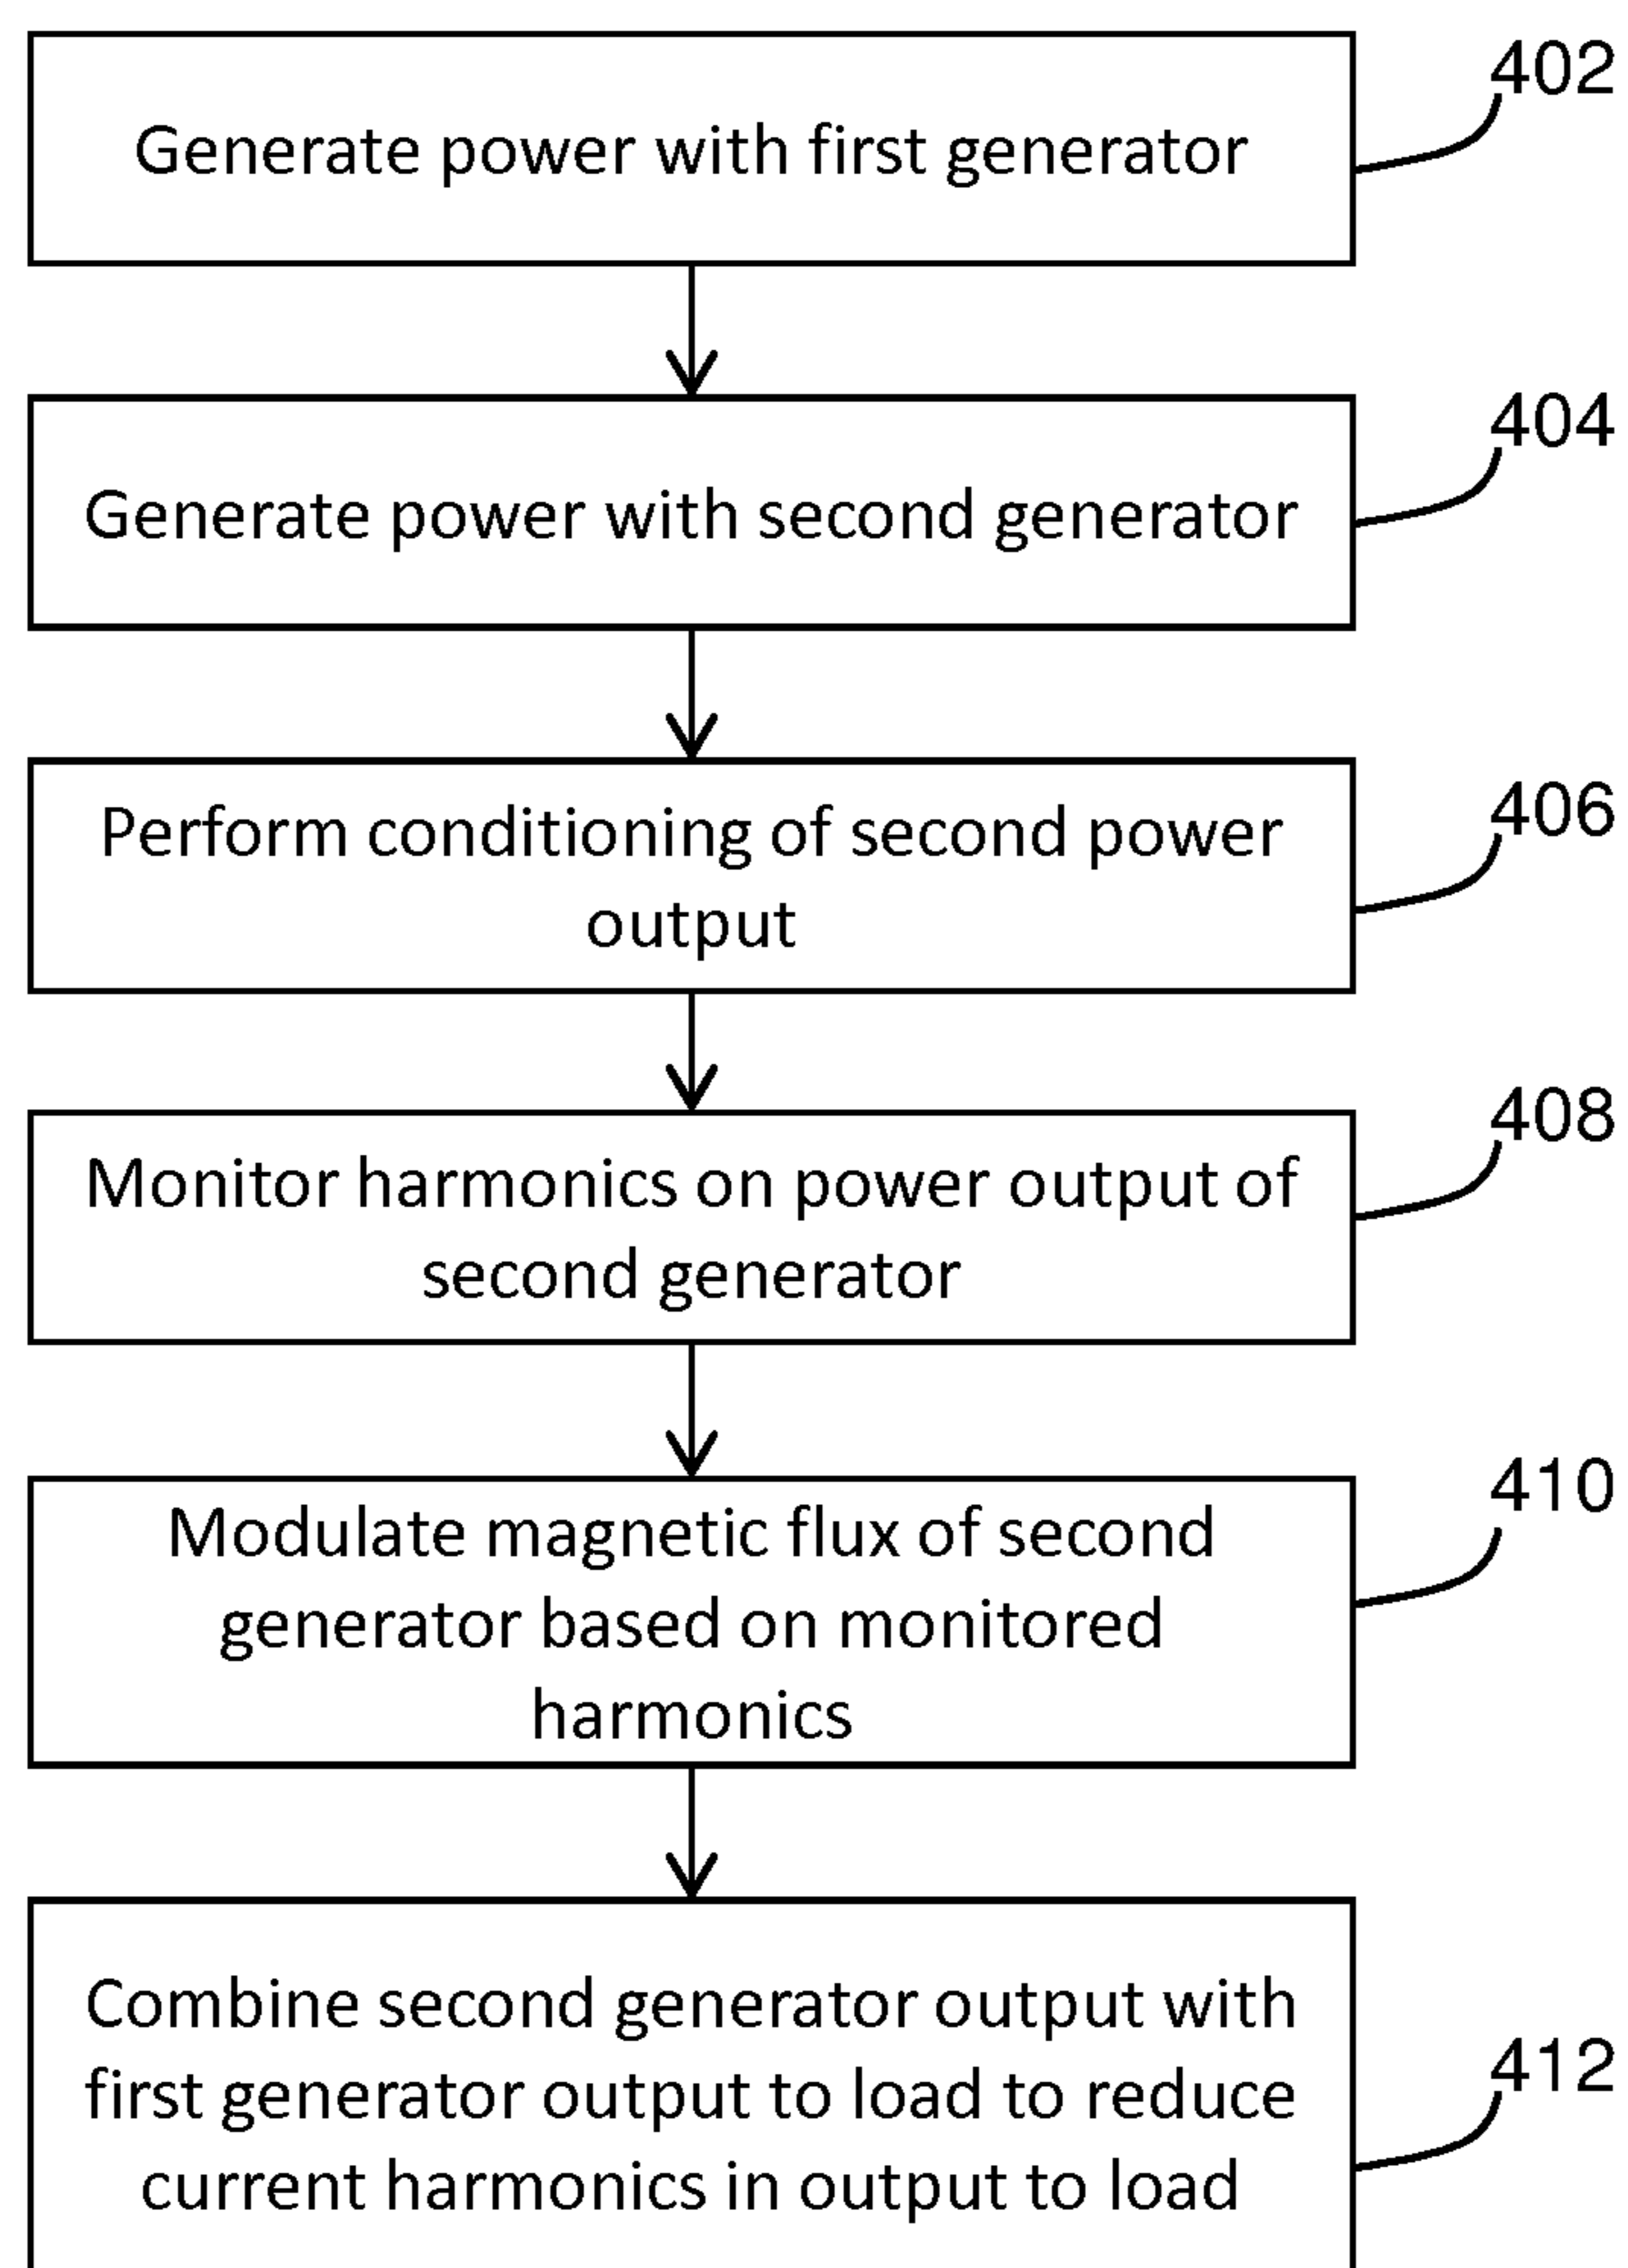 402
Generate power with first generator
404
Generate power with second generator
406
Perform conditioning of second power
output
408
Monitor harmonics on power output of
second generator
410
Modulate magnetic flux of second
generator based on monitored
harmonics
412
Combine second generator output with
first generator output to load to reduce
current harmonics in output to load